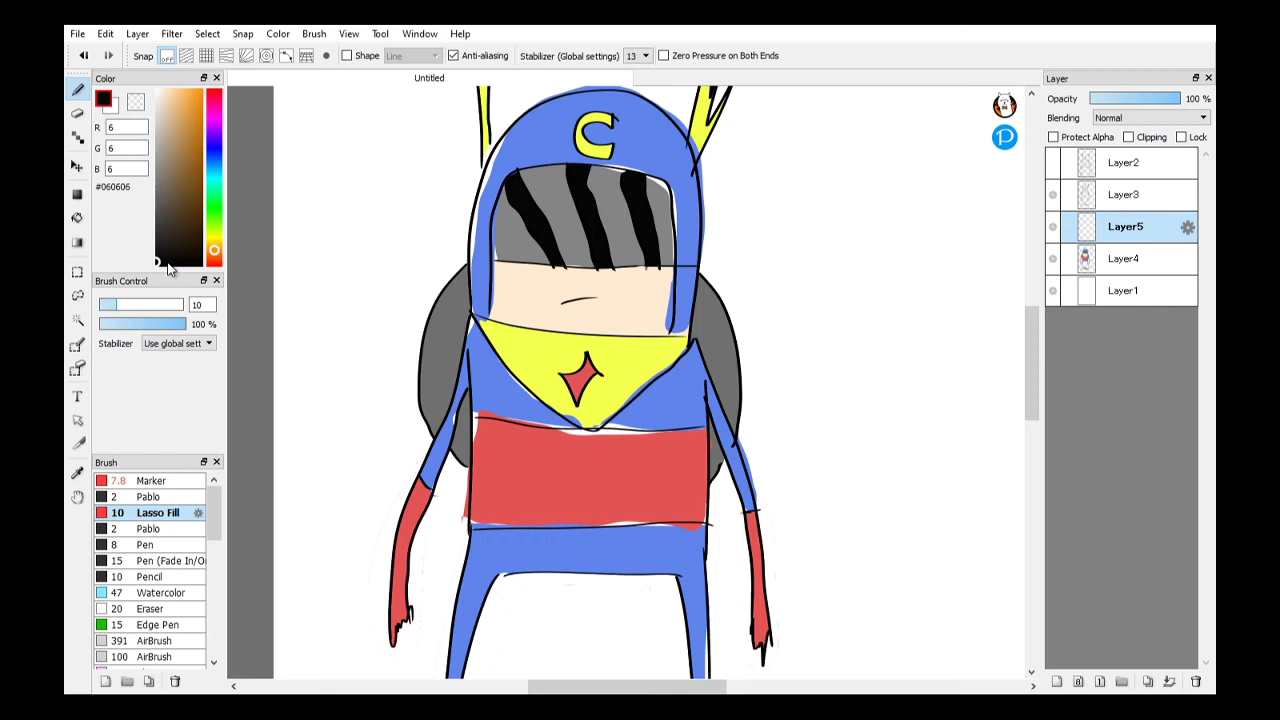 File Edit Layer Filter Select Snap Color Brush View Tool Window Help
Snap OFF Shape Line Anti-aliasing Stabilizer (Global settings) 13 Zero Pressure on Both Ends
Color
Untitled
Layer
R 6
G 6
B 6
#060606
Opacity 100 %
Blending Normal
Protect Alpha Clipping Lock
Layer2
Layer3
Layer5
Layer4
Layer1
C
Brush Control
10
100 %
Stabilizer Use global sett
Brush
7.8 Marker
2 Pablo
10 Lasso Fill
2 Pablo
8 Pen
15 Pen (Fade In/O
10 Pencil
47 Watercolor
20 Eraser
15 Edge Pen
391 AirBrush
100 AirBrush
T
P
8
1